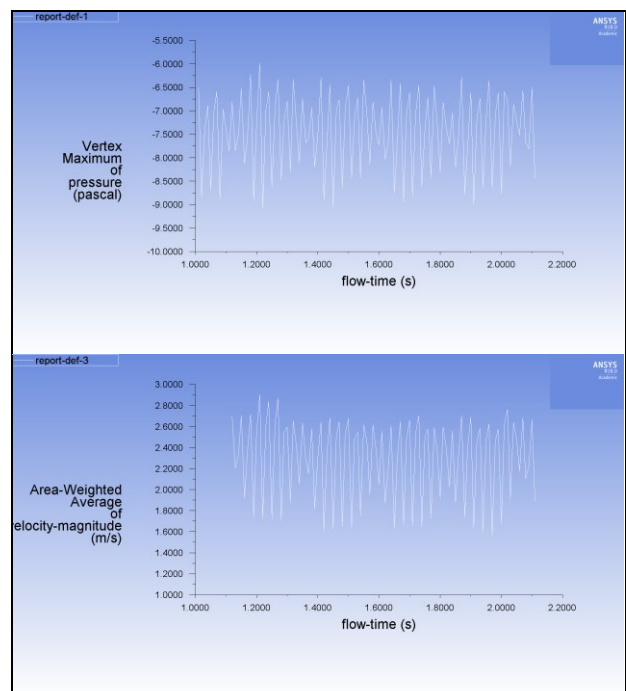 report-def-1
ANSYS
Academic
-5.5000
-6.0000
-6.5000
-7.0000
-7.5000
-8.0000
-8.5000
-9.0000
-9.5000
-10.0000
Vertex
Maximum
of
pressure
(pascal)
1.0000 1.2000 1.4000 1.6000 1.8000 2.0000 2.2000
flow-time (s)
report-def-3
ANSYS
Academic
3.0000
2.8000
2.6000
2.4000
2.2000
2.0000
1.8000
1.6000
1.4000
1.2000
1.0000
Area-Weighted
Average
of
elocity-magnitude
(m/s)
1.0000 1.2000 1.4000 1.6000 1.8000 2.0000 2.2000
flow-time (s)